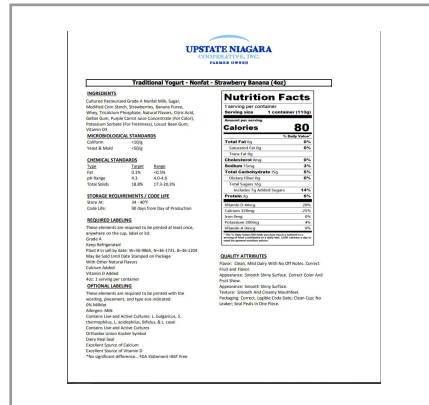 UPSTATE NIAGARA
COOPERATIVE, INC.
FARMER OWNED
Traditional Yogurt - Nonfat - Strawberry Banana (4oz)
INGREDIENTS
Cultured Pasteurized Grade A Nonfat Milk, Sugar,
Modified Corn Starch, Strawberries, Banana Puree,
Whey, Tricalcium Phosphate, Natural Flavors, Citric Acid,
Gellan Gum, Purple Carrot Juice Concentrate (For Color),
Potassium Sorbate (For Freshness), Locust Bean Gum,
Vitamin D3
MICROBIOLOGICAL STANDARDS
Coliform <10/g
Yeast & Mold <50/g
CHEMICAL STANDARDS
Type Target Range
Fat 0.1% <0.5%
pH Range 4.3 4.0-4.6
Total Solids 18.8% 17.3-20.3%
STORAGE REQUIREMENTS / CODE LIFE
Store At: 34 - 40°F
Code Life: 90 days from Day of Production
REQUIRED LABELING
These elements are required to be printed at least once,
anywhere on the cup, label or lid.
Grade A
Keep Refrigerated
Plant # in sell by date: W=36-9865, N=36-1731, B=36-1204
May Be Sold Until Date Stamped on Package
With Other Natural Flavors
Calcium Added
Vitamin D Added
4oz: 1 serving per container
OPTIONAL LABELING
These elements are required to be printed with the
wording, placement, and type size indicated:
0% Milkfat
Allergen: Milk
Contains Live and Active Cultures: L. bulgaricus, S.
thermophilus, L. acidophilus, Bifidus, & L. casei
Contains Live and Active Cultures
Orthodox Union Kosher Symbol
Dairy Real Seal
Excellent Source of Calcium
Excellent Source of Vitamin D
*No significant difference... FDA Statement rBST Free
Nutrition Facts
1 serving per container
Serving size 1 container (113g)
Amount per serving
Calories 80
% Daily Value*
Total Fat 0g 0%
Saturated Fat 0g 0%
Trans Fat 0g
Cholesterol 0mg 0%
Sodium 75mg 3%
Total Carbohydrate 15g 5%
Dietary Fiber 0g 0%
Total Sugars 12g
Includes 7g Added Sugars 14%
Protein 3g 6%
Vitamin D 4mcg 20%
Calcium 320mg 25%
Iron 0mg 0%
Potassium 200mg 4%
Vitamin A 0mcg 0%
QUALITY ATTRIBUTES
Flavor: Clean, Mild Dairy With No Off Notes. Correct
Fruit and Flavor.
Appearance: Smooth Shiny Surface. Correct Color And
Fruit Show.
Appearance: Smooth Shiny Surface.
Texture: Smooth And Creamy Mouthfeel.
Packaging: Correct, Legible Code Date; Clean Cup; No
Leaker; Seal Peals In One Piece.